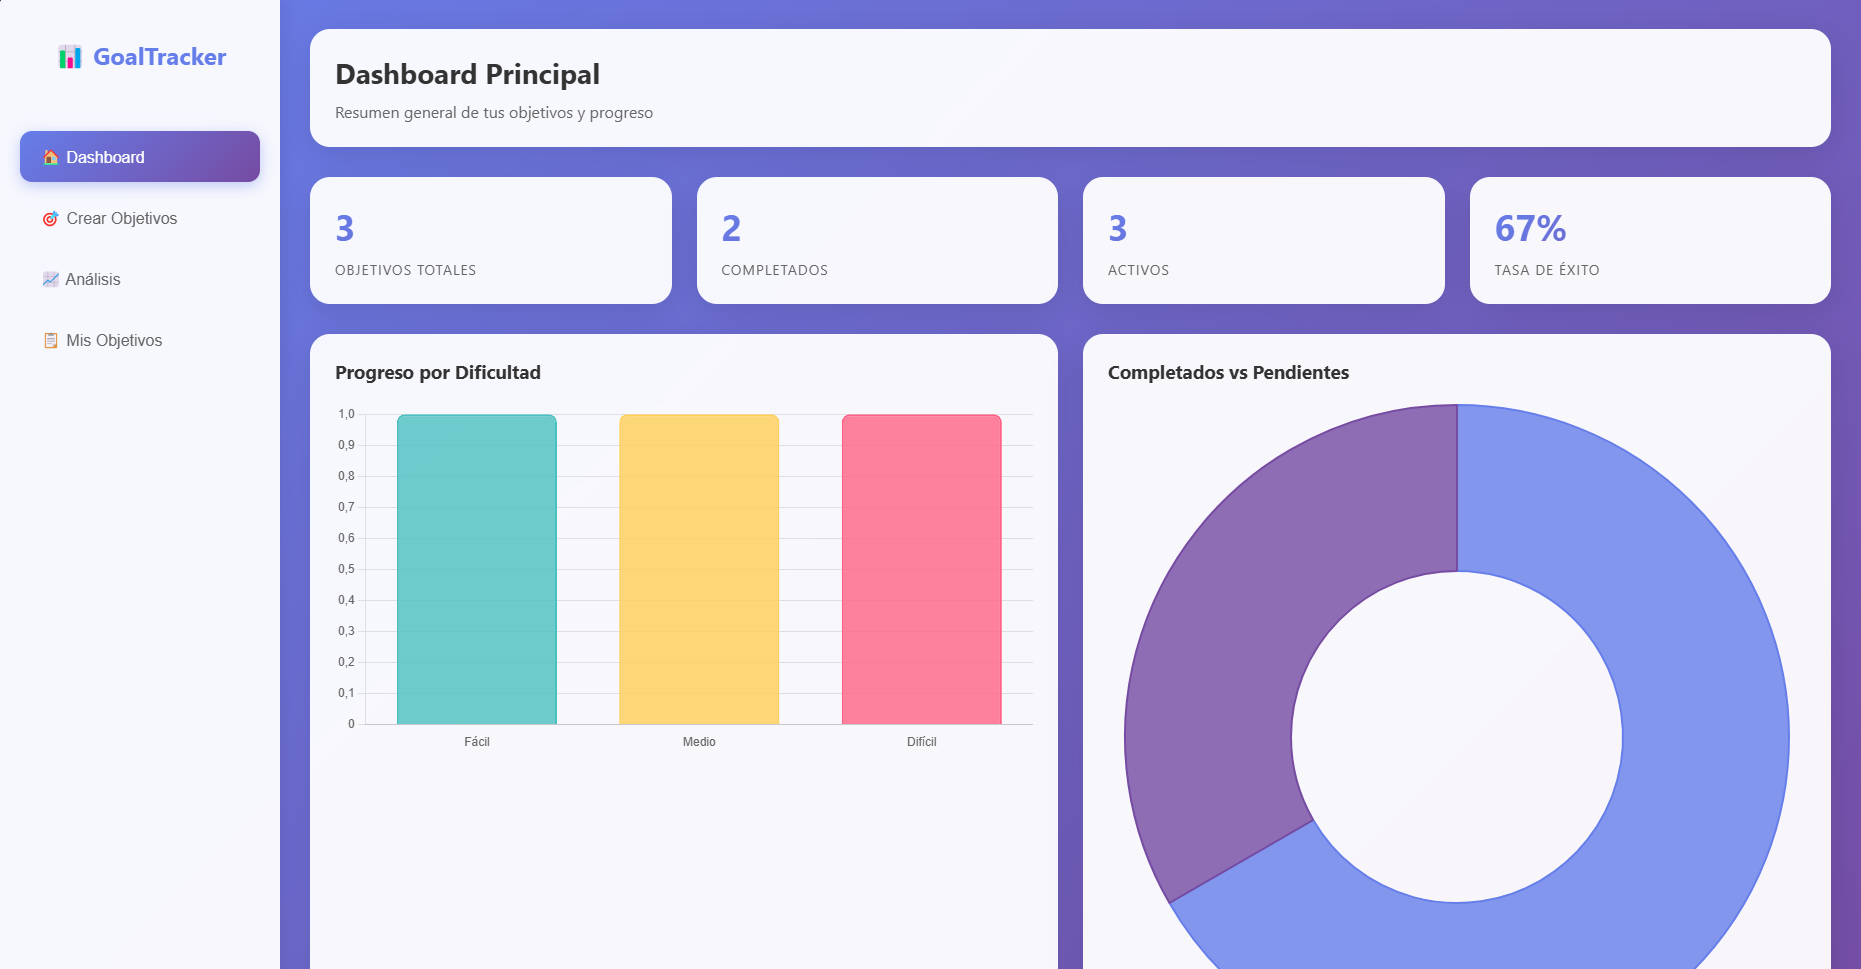 GoalTracker
Dashboard
Crear Objetivos
Análisis
Mis Objetivos
Dashboard Principal
Resumen general de tus objetivos y progreso
3
OBJETIVOS TOTALES
2
COMPLETADOS
3
ACTIVOS
67%
TASA DE ÉXITO
Progreso por Dificultad
1,0
0,9
0,8
0,7
0,6
0,5
0,4
0,3
0,2
0,1
0
Fácil Medio Difícil
Completados vs Pendientes